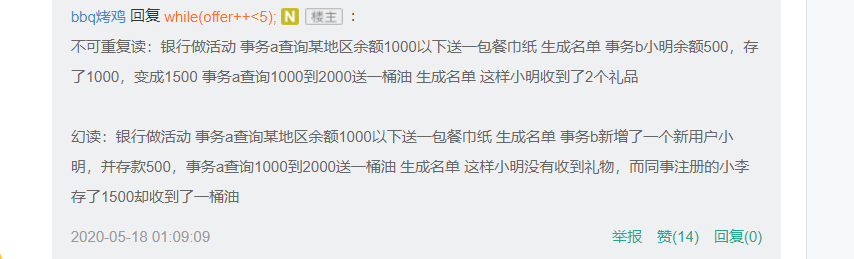 bbq烤鸡 回复 while(offer++<5); N 楼主 :
不可重复读：银行做活动 事务a查询某地区余额1000以下送一包餐巾纸 生成名单 事务b小明余额500，存
了1000，变成1500 事务a查询1000到2000送一桶油 生成名单 这样小明收到了2个礼品
幻读：银行做活动 事务a查询某地区余额1000以下送一包餐巾纸 生成名单 事务b新增了一个新用户小
明，并存款500，事务a查询1000到2000送一桶油 生成名单 这样小明没有收到礼物，而同事注册的小李
存了1500却收到了一桶油
2020-05-18 01:09:09 举报 赞(14) 回复(0)